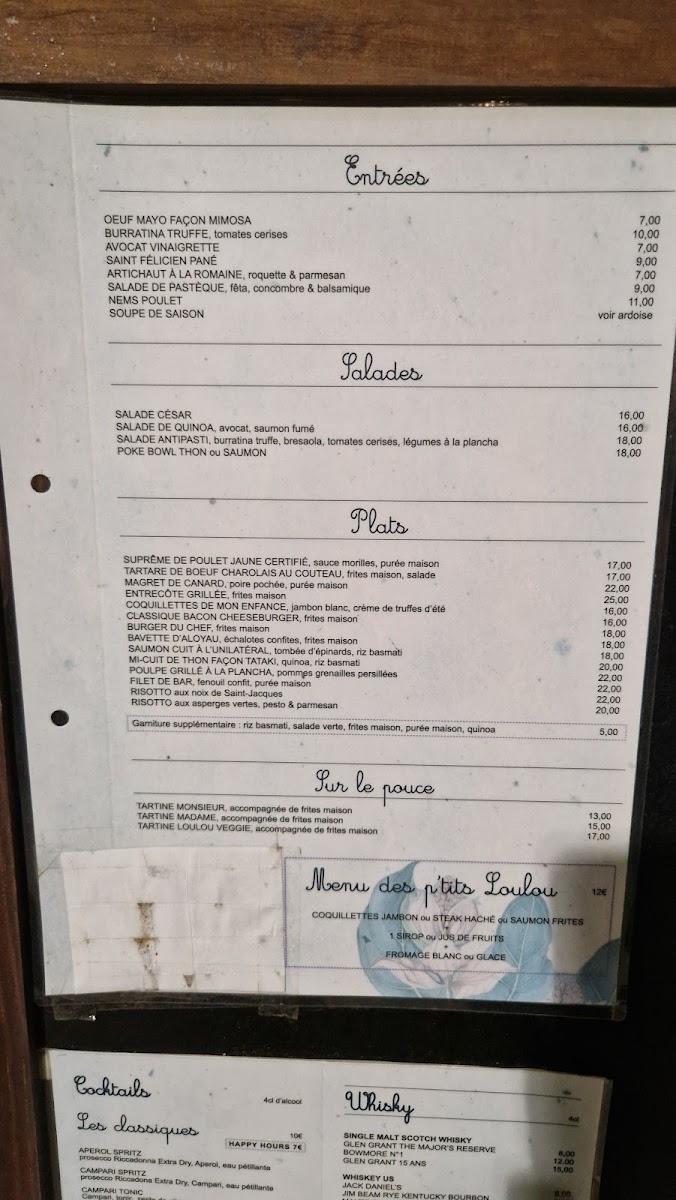 Entrées
OEUF MAYO FAÇON MIMOSA 7,00
BURRATINA TRUFFE, tomates cerises 10,00
AVOCAT VINAIGRETTE 7,00
SAINT FÉLICIEN PANÉ 9,00
ARTICHAUT À LA ROMAINE, roquette & parmesan 7,00
SALADE DE PASTÈQUE, fêta, concombre & balsamique 9,00
NEMS POULET 11,00
SOUPE DE SAISON voir ardoise
Salades
SALADE CÉSAR 16,00
SALADE DE QUINOA, avocat, saumon fumé 16,00
SALADE ANTIPASTI, burratina truffe, bresaola, tomates cerises, légumes à la plancha 18,00
POKE BOWL THON ou SAUMON 18,00
Plats
SUPRÊME DE POULET JAUNE CERTIFIÉ, sauce morilles, purée maison 17,00
TARTARE DE BOEUF CHAROLAIS AU COUTEAU, frites maison, salade 17,00
MAGRET DE CANARD, poire pochée, purée maison 22,00
ENTRECÔTE GRILLÉE, frites maison 25,00
COQUILLETTES DE MON ENFANCE, jambon blanc, crème de truffes d'été 16,00
CLASSIQUE BACON CHEESEBURGER, frites maison 16,00
BURGER DU CHEF, frites maison 18,00
BAVETTE D'ALOYAU, échalotes confites, frites maison 18,00
SAUMON CUIT À L'UNILATÉRAL, tombée d'épinards, riz basmati 18,00
MI-CUIT DE THON FAÇON TATAKI, quinoa, riz basmati 20,00
POULPE GRILLÉ À LA PLANCHA, pommes grenailles persillées 22,00
FILET DE BAR, fenouil confit, purée maison 22,00
RISOTTO aux noix de Saint-Jacques 22,00
RISOTTO aux asperges vertes, pesto & parmesan 20,00
Garniture supplémentaire : riz basmati, salade verte, frites maison, purée maison, quinoa 5,00
Sur le pouce
TARTINE MONSIEUR, accompagnée de frites maison 13,00
TARTINE MADAME, accompagnée de frites maison 15,00
TARTINE LOULOU VEGGIE, accompagnée de frites maison 17,00
Menu des p'tits Loulou 12€
COQUILLETTES JAMBON ou STEAK HACHÉ ou SAUMON FRITES
1 SIROP ou JUS DE FRUITS
FROMAGE BLANC ou GLACE
Cocktails 4cl d'alcool
Les classiques 10€
HAPPY HOURS 7€
APEROL SPRITZ
prosecco Riccadonna Extra Dry, Aperol, eau pétillante
CAMPARI SPRITZ
prosecco Riccadona Extra Dry, Campari, eau pétillante
CAMPARI TONIC
Campari, tonic
Whisky 4cl
SINGLE MALT SCOTCH WHISKY
GLEN GRANT THE MAJOR'S RESERVE 8,00
BOWMORE N°1 12,00
GLEN GRANT 15 ANS 15,00
WHISKEY US
JACK DANIEL'S
JIM BEAM RYE KENTUCKY BOURBON